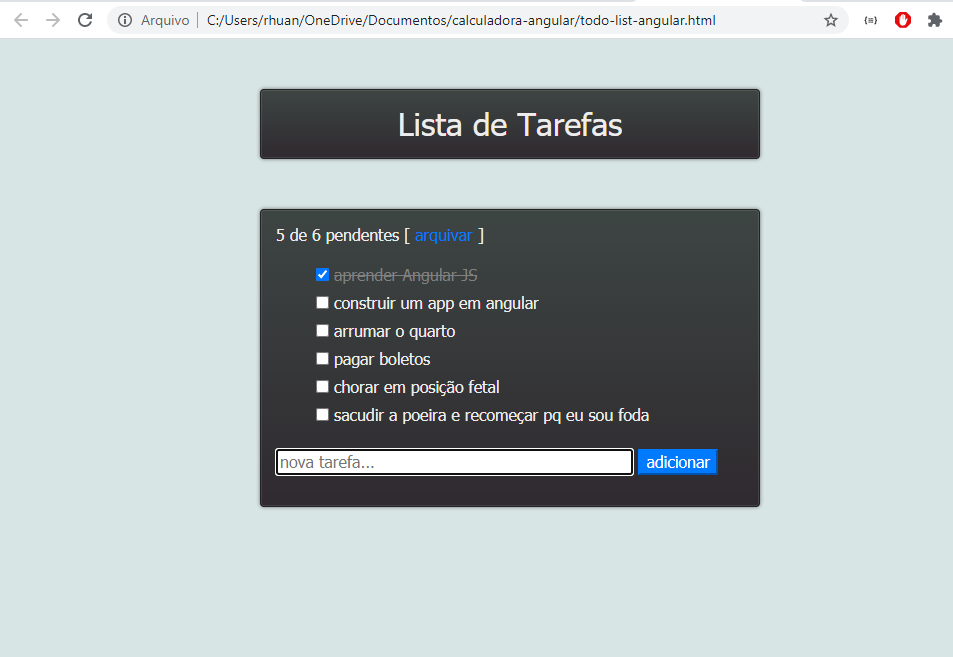 Arquivo | C:/Users/rhuan/OneDrive/Documentos/calculadora-angular/todo-list-angular.html
Lista de Tarefas
5 de 6 pendentes [ arquivar ]
aprender Angular JS
construir um app em angular
arrumar o quarto
pagar boletos
chorar em posição fetal
sacudir a poeira e recomeçar pq eu sou foda
nova tarefa... adicionar